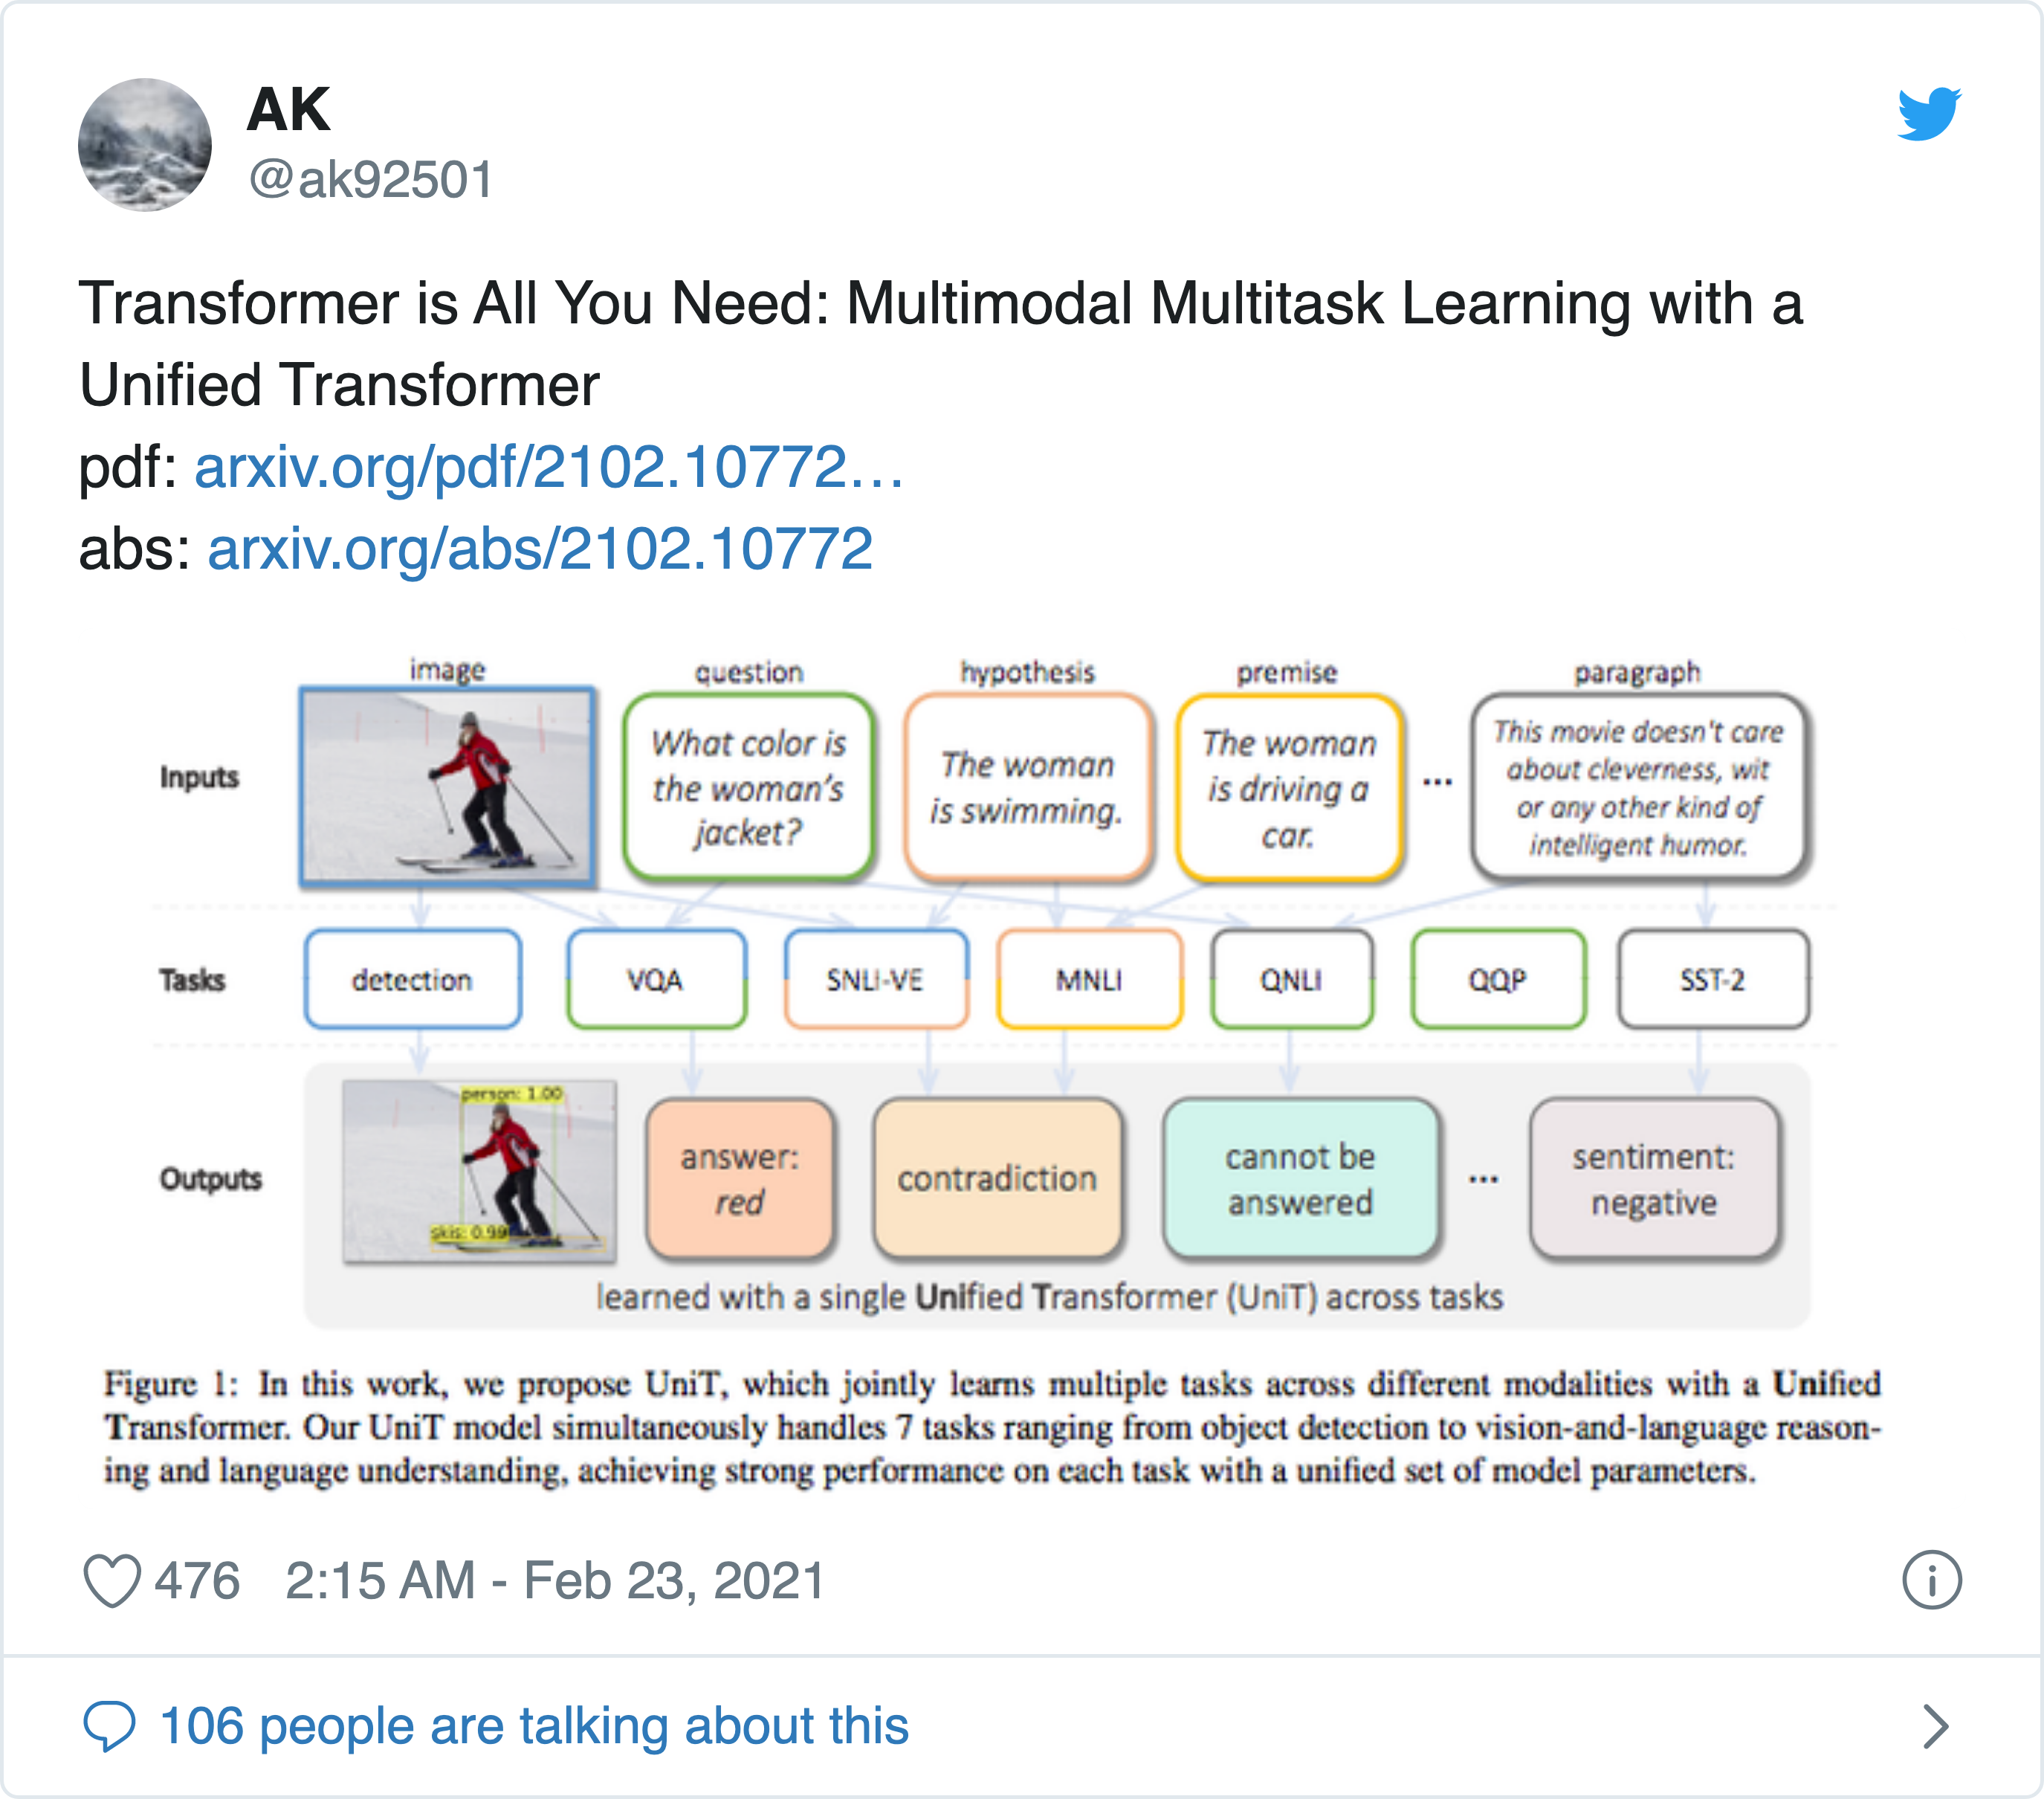 AK
@ak92501
Transformer is All You Need: Multimodal Multitask Learning with a
Unified Transformer
pdf: arxiv.org/pdf/2102.10772…
abs: arxiv.org/abs/2102.10772
image
question
hypothesis
premise
paragraph
Inputs
What color is
the woman's
jacket?
The woman
is swimming.
The woman
is driving a
car.
...
This movie doesn't care
about cleverness, wit
or any other kind of
intelligent humor.
Tasks
detection
VQA
SNLI-VE
MNLI
QNLI
QQP
SST-2
Outputs
person: 1.00
skis: 0.99
answer:
red
contradiction
cannot be
answered
...
sentiment:
negative
learned with a single Unified Transformer (UniT) across tasks
Figure 1: In this work, we propose UniT, which jointly learns multiple tasks across different modalities with a Unified
Transformer. Our UniT model simultaneously handles 7 tasks ranging from object detection to vision-and-language reason-
ing and language understanding, achieving strong performance on each task with a unified set of model parameters.
476 2:15 AM - Feb 23, 2021
106 people are talking about this